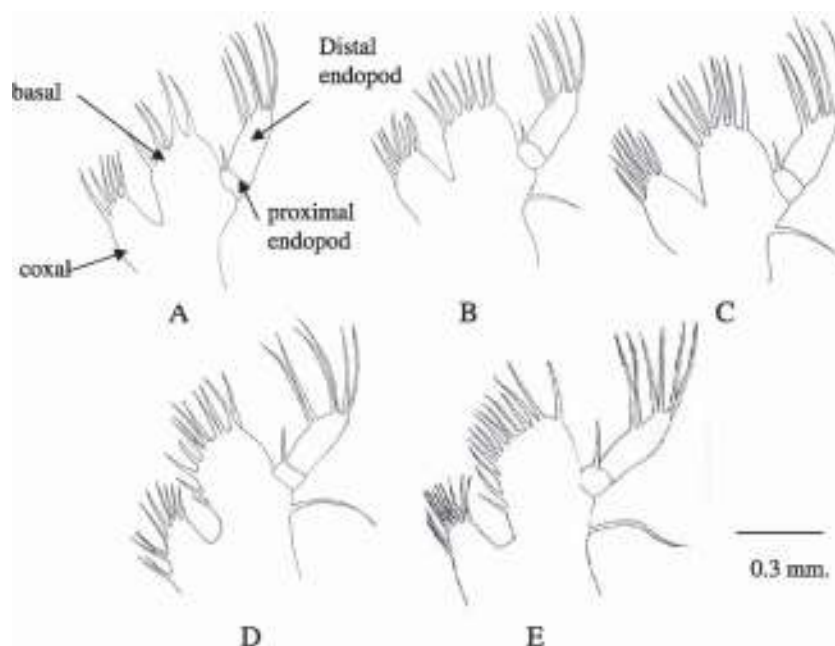 Distal
endopod
basal
proximal
endopod
coxal
A
B
C
D
E
0.3 mm.